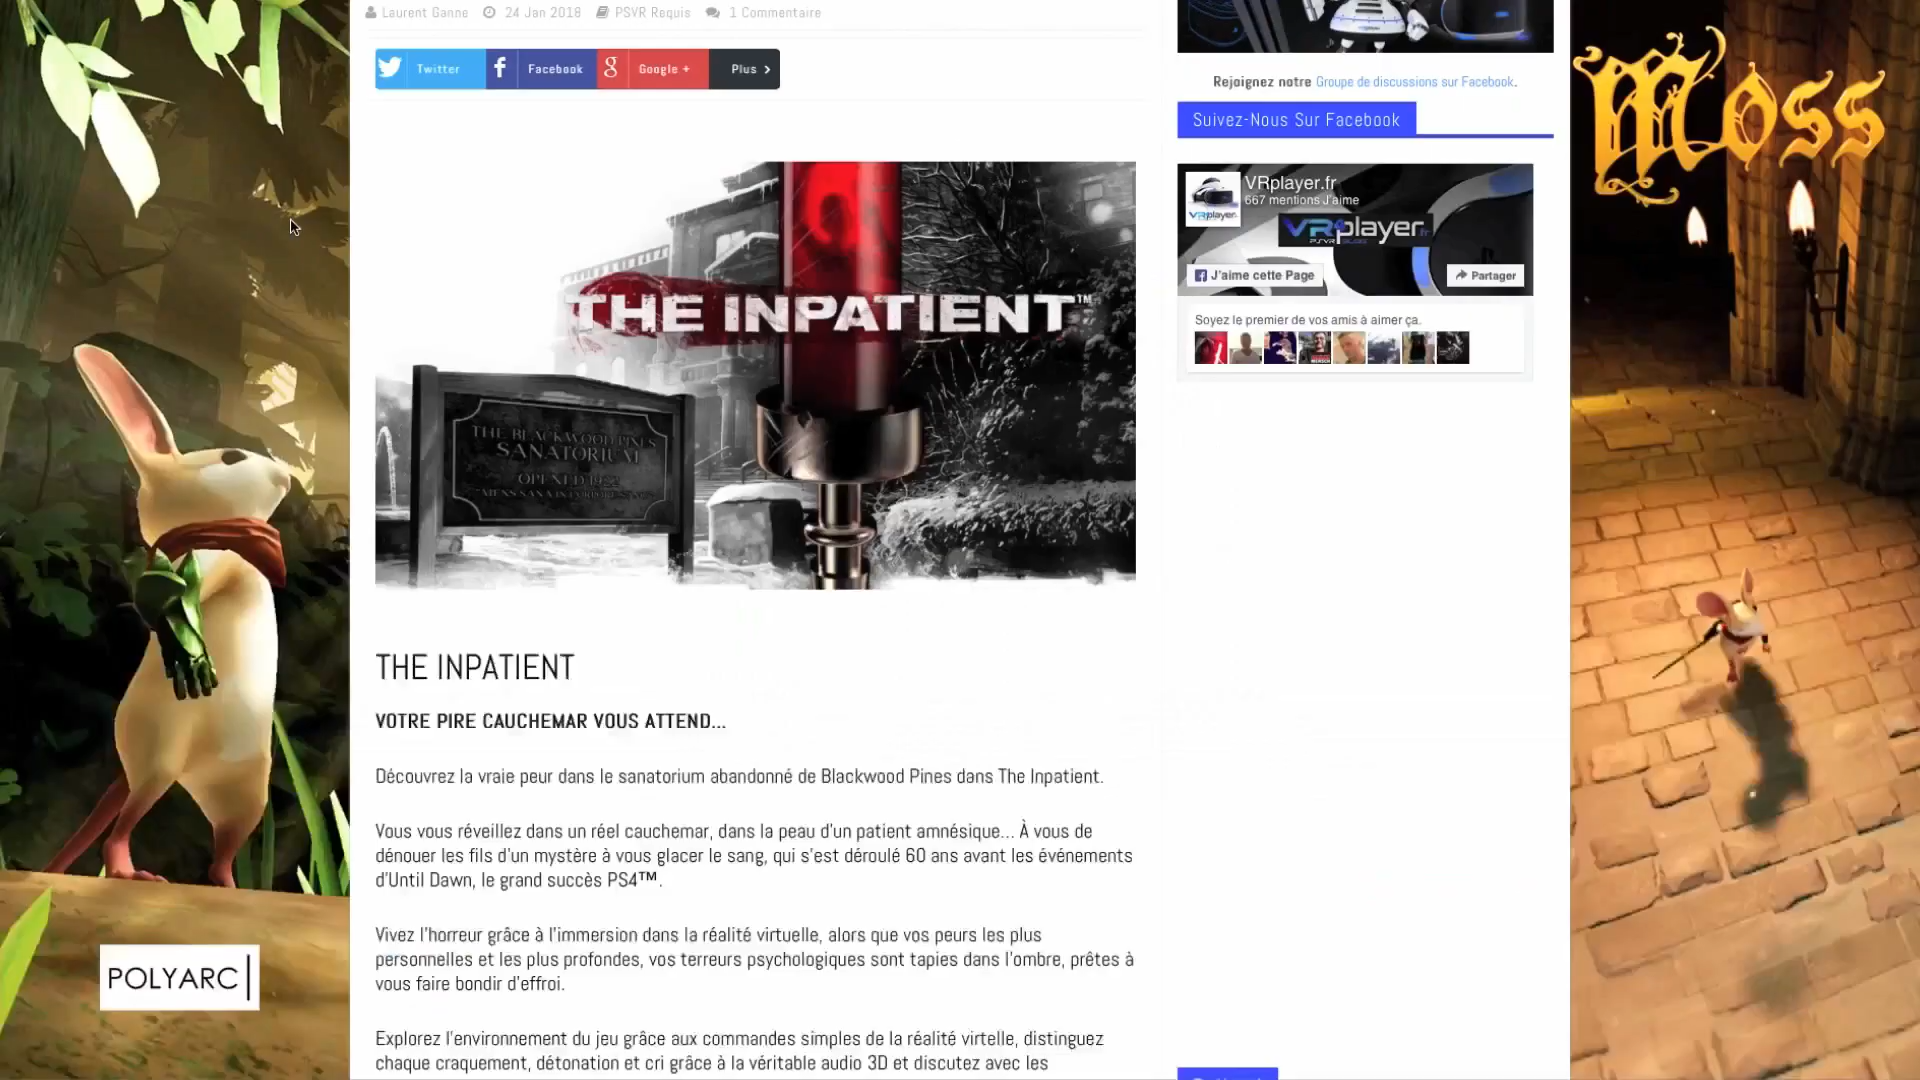 Laurent Ganne 24 Jan 2018 PSVR Requis 1 Commentaire
Twitter Facebook Google + Plus
THE INPATIENT™
THE BLACKWOOD PINES
SANATORIUM
OPENED 1922
THE INPATIENT
VOTRE PIRE CAUCHEMAR VOUS ATTEND...
Découvrez la vraie peur dans le sanatorium abandonné de Blackwood Pines dans The Inpatient.
Vous vous réveillez dans un réel cauchemar, dans la peau d'un patient amnésique... À vous de
dénouer les fils d'un mystère à vous glacer le sang, qui s'est déroulé 60 ans avant les événements
d'Until Dawn, le grand succès PS4™.
Vivez l'horreur grâce à l'immersion dans la réalité virtuelle, alors que vos peurs les plus
personnelles et les plus profondes, vos terreurs psychologiques sont tapies dans l'ombre, prêtes à
vous faire bondir d'effroi.
Explorez l'environnement du jeu grâce aux commandes simples de la réalité virtelle, distinguez
chaque craquement, détonation et cri grâce à la véritable audio 3D et discutez avec les
Rejoignez notre Groupe de discussions sur Facebook.
Suivez-Nous Sur Facebook
VRplayer.fr
667 mentions J'aime
VR4player.fr
J'aime cette Page
Partager
Soyez le premier de vos amis à aimer ça.
Moss
POLYARC